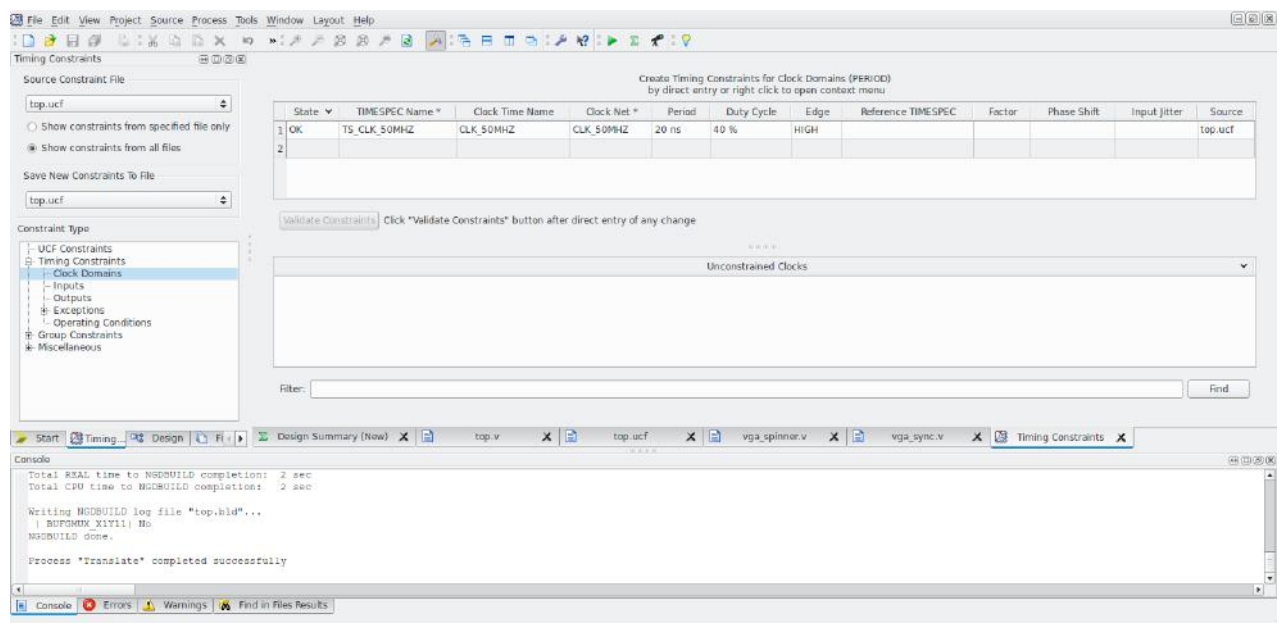 File Edit View Project Source Process Tools Window Layout Help
Timing Constraints
Source Constraint File
top.ucf
Show constraints from specified file only
Show constraints from all files
Save New Constraints To File
top.ucf
Constraint Type
UCF Constraints
Timing Constraints
Clock Domains
Inputs
Outputs
Exceptions
Operating Conditions
Group Constraints
Miscellaneous
Create Timing Constraints for Clock Domains (PERIOD)
by direct entry or right click to open context menu
State TIMESPEC Name * Clock Time Name Clock Net * Period Duty Cycle Edge Reference TIMESPEC Factor Phase Shift Input Jitter Source
1 OK TS_CLK_50MHZ CLK_50MHZ CLK_50MHZ 20 ns 40 % HIGH top.ucf
2
Validate Constraints Click "Validate Constraints" button after direct entry of any change
Unconstrained Clocks
Filter: Find
Start Timing... Design Fi
Design Summary (New) top.v top.ucf vga_spinner.v vga_sync.v Timing Constraints
Console
Total REAL time to NGDBUILD completion: 2 sec
Total CPU time to NGDBUILD completion: 2 sec
Writing NGDBUILD log file "top.bld"...
| BUFGMUX_X1Y11| No
NGDBUILD done.
Process "Translate" completed successfully
Console Errors Warnings Find in Files Results